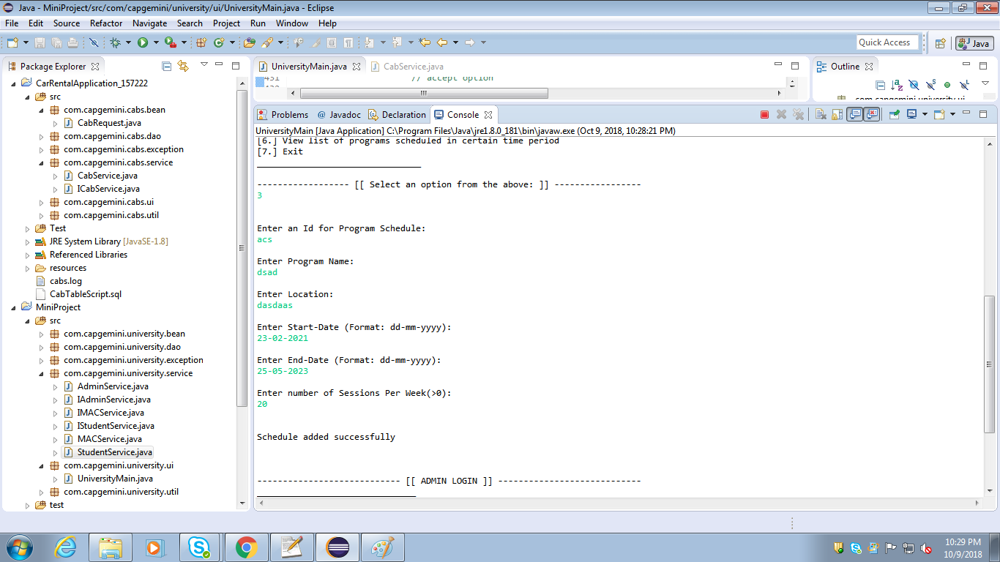 Java - MiniProject/src/com/capgemini/university/ui/UniversityMain.java - Eclipse
File Edit Source Refactor Navigate Search Project Run Window Help
Quick Access
Java
Package Explorer
CarRentalApplication_157222
src
com.capgemini.cabs.bean
CabRequest.java
com.capgemini.cabs.dao
com.capgemini.cabs.exception
com.capgemini.cabs.service
CabService.java
ICabService.java
com.capgemini.cabs.ui
com.capgemini.cabs.util
Test
JRE System Library [JavaSE-1.8]
Referenced Libraries
resources
cabs.log
CabTableScript.sql
MiniProject
src
com.capgemini.university.bean
com.capgemini.university.dao
com.capgemini.university.exception
com.capgemini.university.service
AdminService.java
IAdminService.java
IMACService.java
IStudentService.java
MACService.java
StudentService.java
com.capgemini.university.ui
UniversityMain.java
com.capgemini.university.util
test
UniversityMain.java CabService.java
431 // accept option
Outline
com.capgemini.university.ui
Problems @ Javadoc Declaration Console
UniversityMain [Java Application] C:\Program Files\Java\jre1.8.0_181\bin\javaw.exe (Oct 9, 2018, 10:28:21 PM)
[6.] View list of programs scheduled in certain time period
[7.] Exit
________________________________
------------------ [[ Select an option from the above: ]] -----------------
3
Enter an Id for Program Schedule:
acs
Enter Program Name:
dsad
Enter Location:
dasdaas
Enter Start-Date (Format: dd-mm-yyyy):
23-02-2021
Enter End-Date (Format: dd-mm-yyyy):
25-05-2023
Enter number of Sessions Per Week(>0):
20
Schedule added successfully
---------------------------- [[ ADMIN LOGIN ]] ----------------------------
_______________________________
10:29 PM
10/9/2018